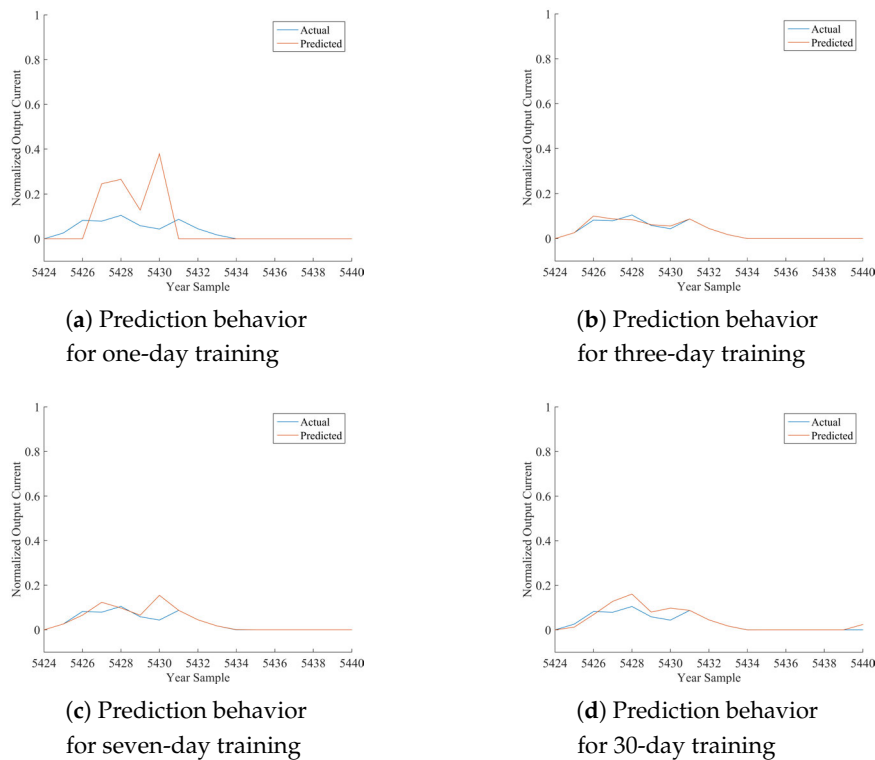 Actual
Predicted
1
0.8
0.6
0.4
0.2
0
Normalized Output Current
5424 5426 5428 5430 5432 5434 5436 5438 5440
Year Sample
(a) Prediction behavior
for one-day training
Actual
Predicted
1
0.8
0.6
0.4
0.2
0
Normalized Output Current
5424 5426 5428 5430 5432 5434 5436 5438 5440
Year Sample
(b) Prediction behavior
for three-day training
Actual
Predicted
1
0.8
0.6
0.4
0.2
0
Normalized Output Current
5424 5426 5428 5430 5432 5434 5436 5438 5440
Year Sample
(c) Prediction behavior
for seven-day training
Actual
Predicted
1
0.8
0.6
0.4
0.2
0
Normalized Output Current
5424 5426 5428 5430 5432 5434 5436 5438 5440
Year Sample
(d) Prediction behavior
for 30-day training